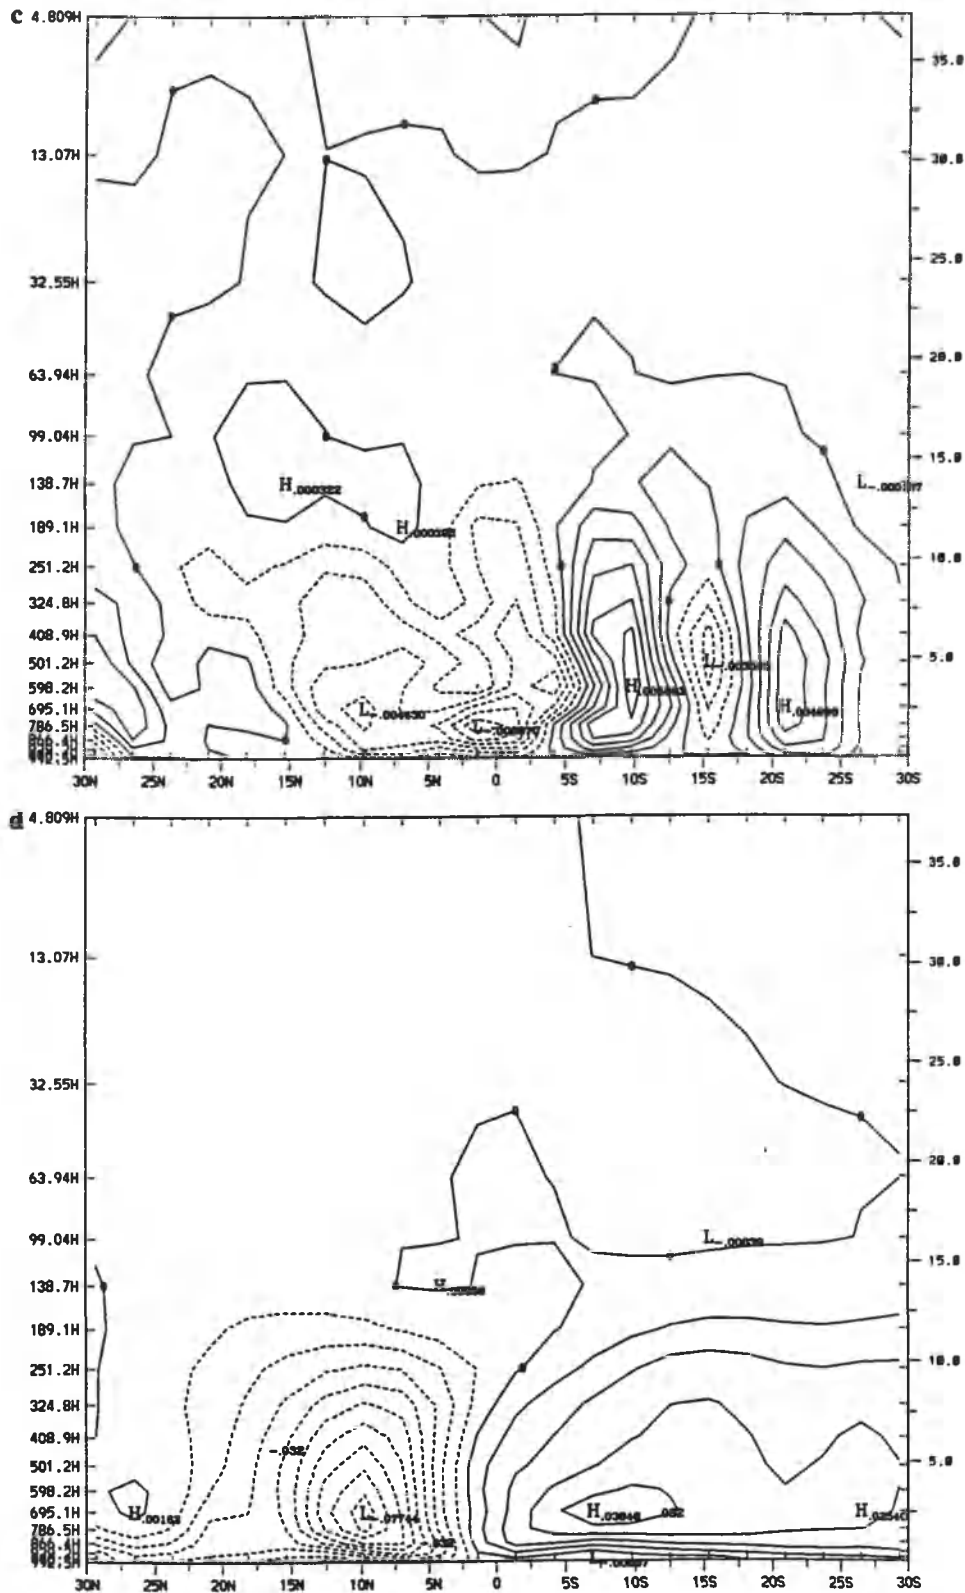 c
4.809H
13.07H
32.55H
63.94H
99.04H
138.7H
189.1H
251.2H
324.8H
408.9H
501.2H
598.2H
695.1H
786.5H
35.0
30.0
25.0
20.0
15.0
10.0
5.0
H.000322
H
L
L
L
H
L
H
30N 25N 20N 15N 10N 5N 0 5S 10S 15S 20S 25S 30S
d
4.809H
13.07H
32.55H
63.94H
99.04H
138.7H
189.1H
251.2H
324.8H
408.9H
501.2H
598.2H
695.1H
786.5H
35.0
30.0
25.0
20.0
15.0
10.0
5.0
L-.00039
H
-.032
H.00163
L-.07744
.032
H
.032
H
L
30N 25N 20N 15N 10N 5N 0 5S 10S 15S 20S 25S 30S